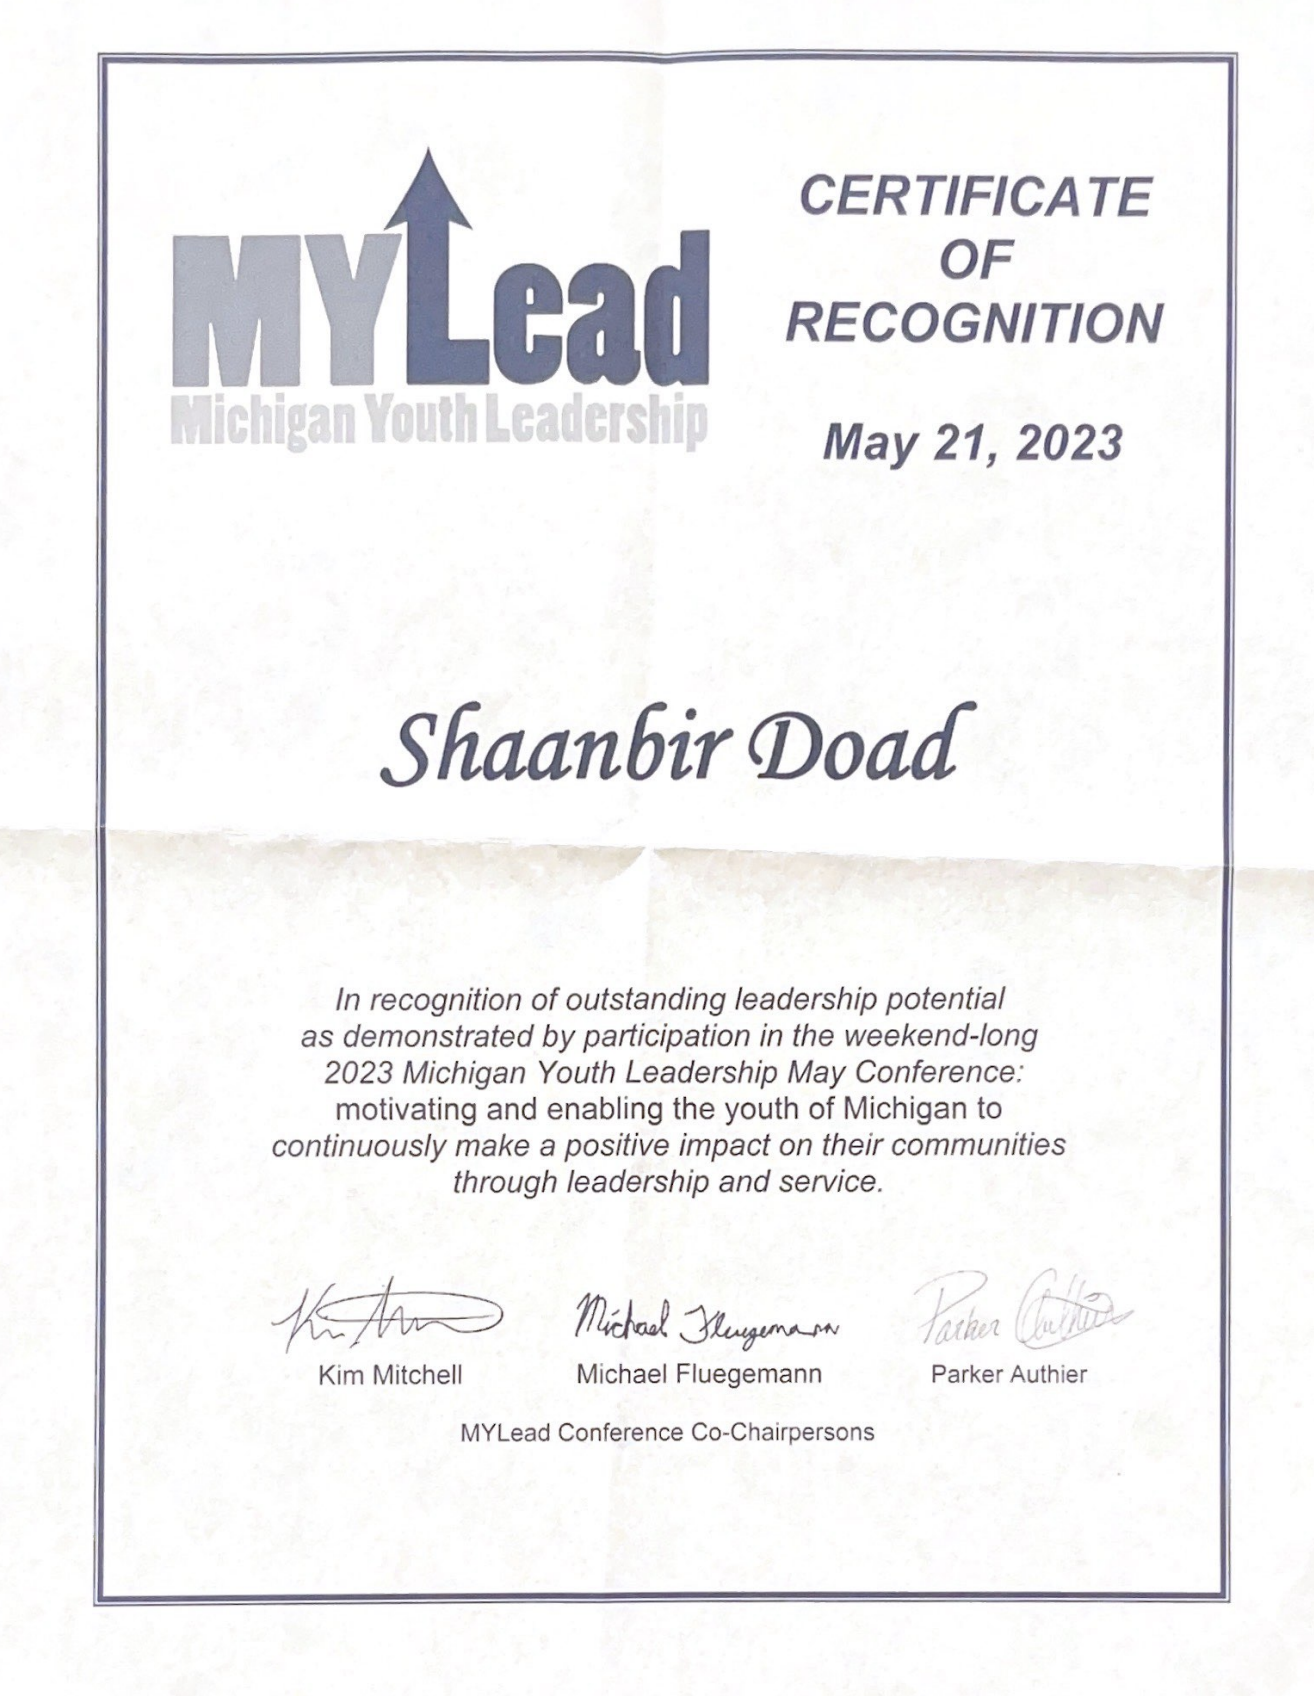 MYLead
Michigan Youth Leadership
CERTIFICATE
OF
RECOGNITION
May 21, 2023
Shaanbir Doad
In recognition of outstanding leadership potential
as demonstrated by participation in the weekend-long
2023 Michigan Youth Leadership May Conference:
motivating and enabling the youth of Michigan to
continuously make a positive impact on their communities
through leadership and service.
Michael Fluegemann
Parker Authier
Kim Mitchell
Michael Fluegemann
Parker Authier
MYLead Conference Co-Chairpersons